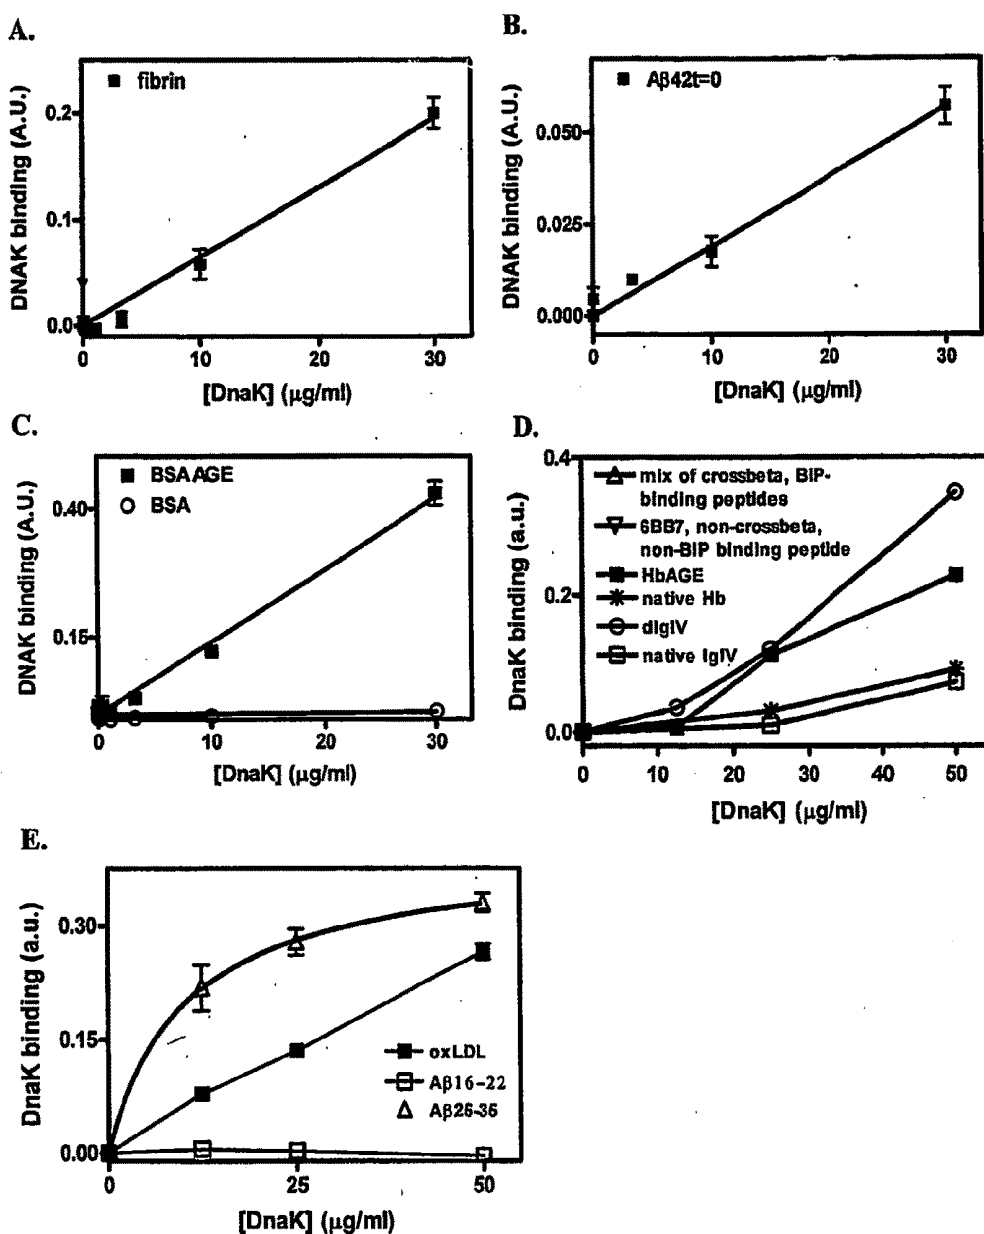 A.
fibrin
DNAK binding (A.U.)
0.2
0.1
0.0
0
10
20
30
[DnaK] (μg/ml)
B.
Aβ42t=0
DNAK binding (A.U.)
0.050
0.025
0.000
0
10
20
30
[DnaK] (μg/ml)
C.
BSAAGE
BSA
DNAK binding (A.U.)
0.40
0.15
0
10
20
30
[DnaK] (μg/ml)
D.
mix of crossbeta, BiP-
binding peptides
6BB7, non-crossbeta,
non-BiP binding peptide
HbAGE
native Hb
dIgIV
native IgIV
DnaK binding (a.u.)
0.4
0.2
0.0
0
10
20
30
40
50
[DnaK] (μg/ml)
E.
DnaK binding (a.u.)
0.30
0.15
0.00
oxLDL
Aβ16-22
Aβ25-35
0
25
50
[DnaK] (μg/ml)